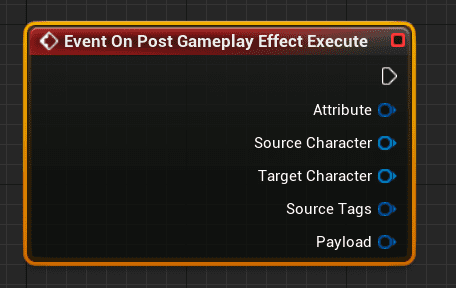 Event On Post Gameplay Effect Execute
Attribute
Source Character
Target Character
Source Tags
Payload